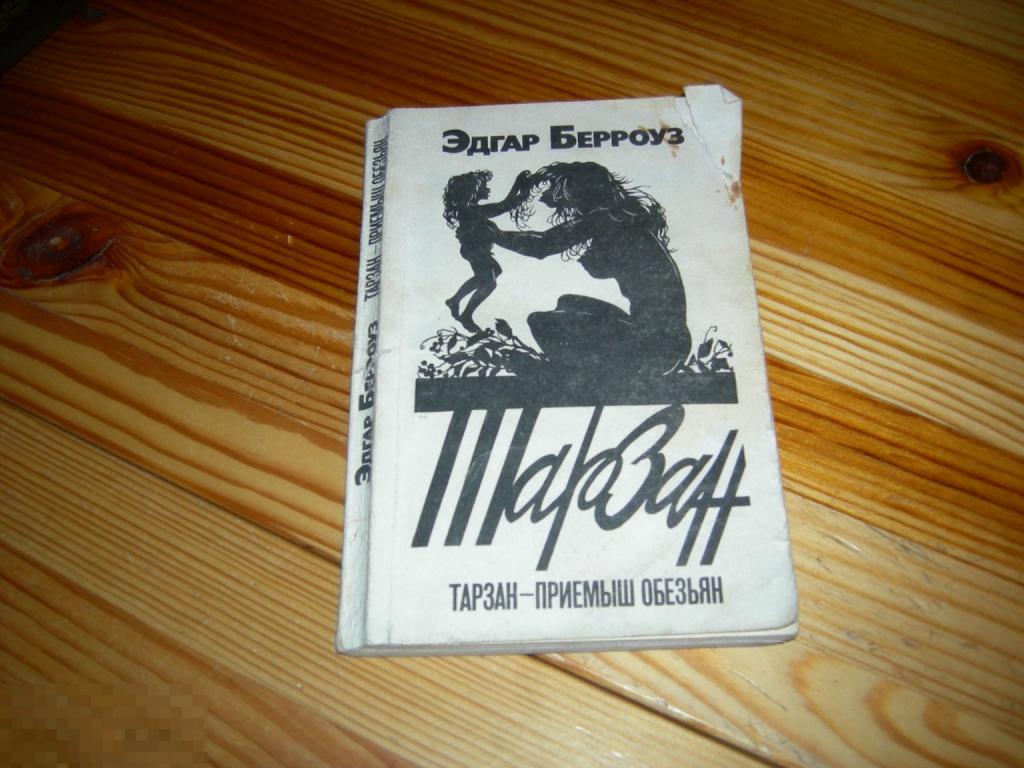 ЭДГАР БЕРРОУЗ
Тарзан
ТАРЗАН–ПРИЕМЫШ ОБЕЗЬЯН
ЭДГАР БЕРРОУЗ ТАРЗАН – ПРИЕМЫШ ОБЕЗЬЯН